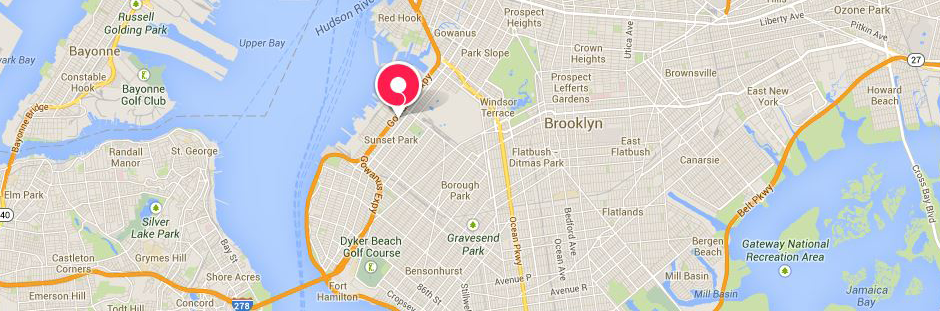 Russell
Golding Park
Hudson River
Red Hook
Prospect
Heights
Liberty Ave
Ozone Park
Pitkin Ave
Bayonne
Upper Bay
Gowanus
Park Slope
Crown
Heights
Utica Ave
27
Constable
Hook
Bayonne
Golf Club
Prospect
Lefferts
Gardens
Brownsville
East New
York
Howard
Beach
Bayonne Bridge
Windsor
Terrace
Brooklyn
Sunset Park
Randall
Manor
St. George
Flatbush -
Ditmas Park
East
Flatbush
Canarsie
Cross Bay Blvd
Elm Park
Gowanus Expy
Borough
Park
Belt Pkwy
40
Silver
Lake Park
Bay St
Ocean Pkwy
Bedford Ave
Flatlands
Dyker Beach
Golf Course
Gravesend
Park
Ocean Ave
Bergen
Beach
Gateway National
Recreation Area
Castleton
Corners
Grymes Hill
Shore Acres
Bensonhurst
Avenue P
Mill Basin
Emerson Hill
Fort
Hamilton
86th St
Avenue R
Mill Basin
Jamaica
Bay
Todt Hill
Concord
278
Cropsey
Stillwell